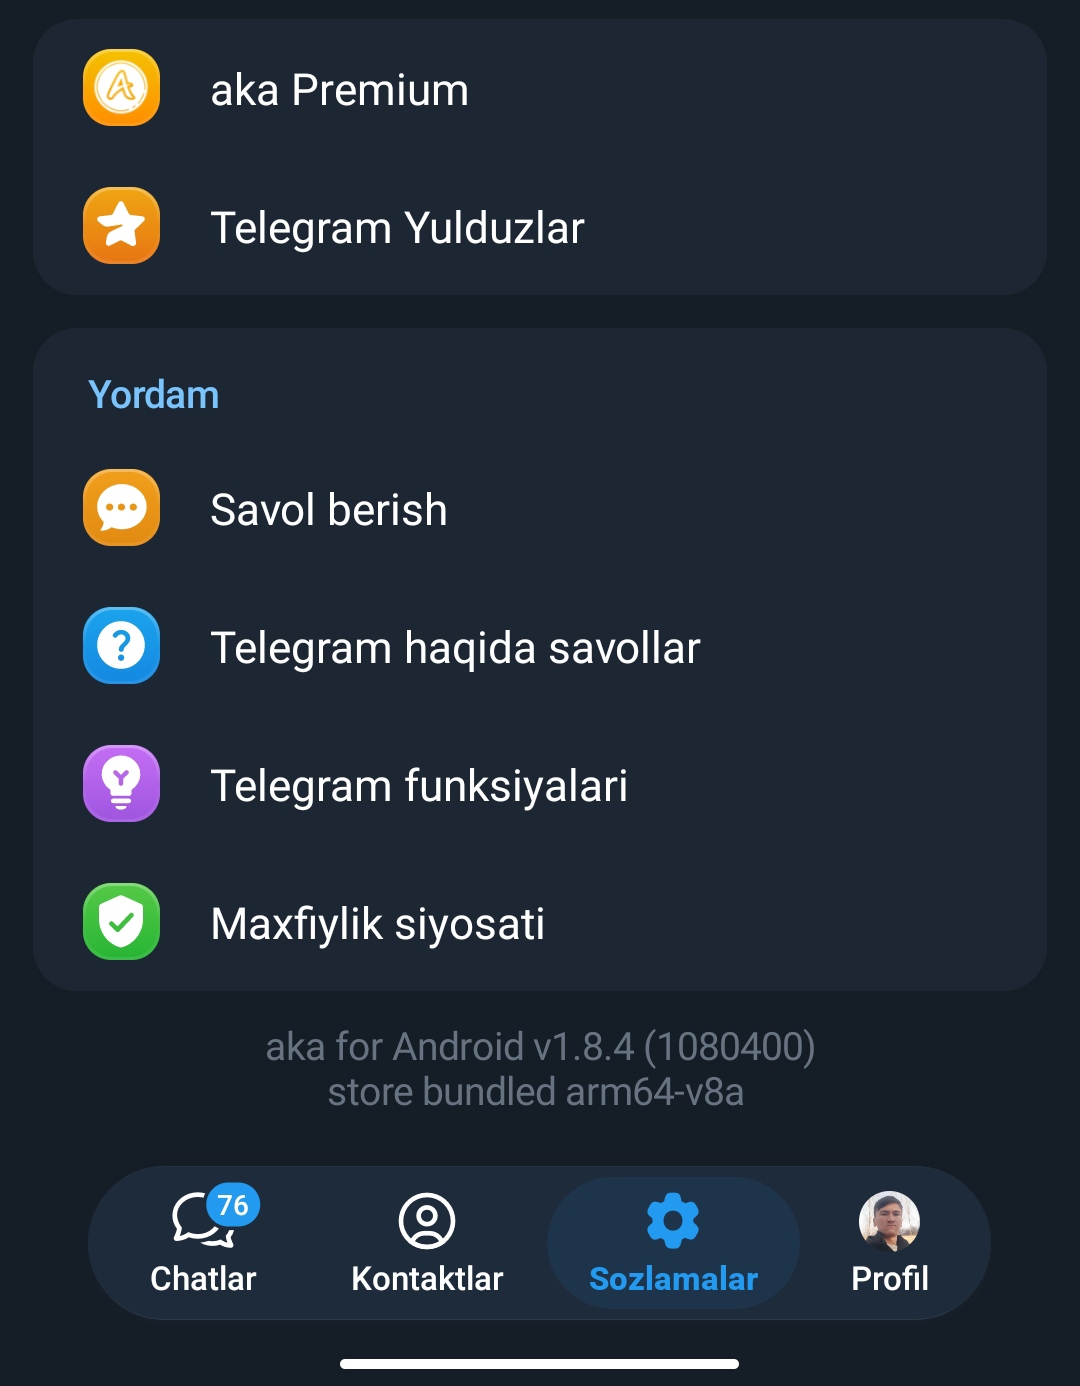 aka Premium
Telegram Yulduzlar
Yordam
Savol berish
Telegram haqida savollar
Telegram funksiyalari
Maxfiylik siyosati
aka for Android v1.8.4 (1080400)
store bundled arm64-v8a
76
Chatlar
Kontaktlar
Sozlamalar
Profil